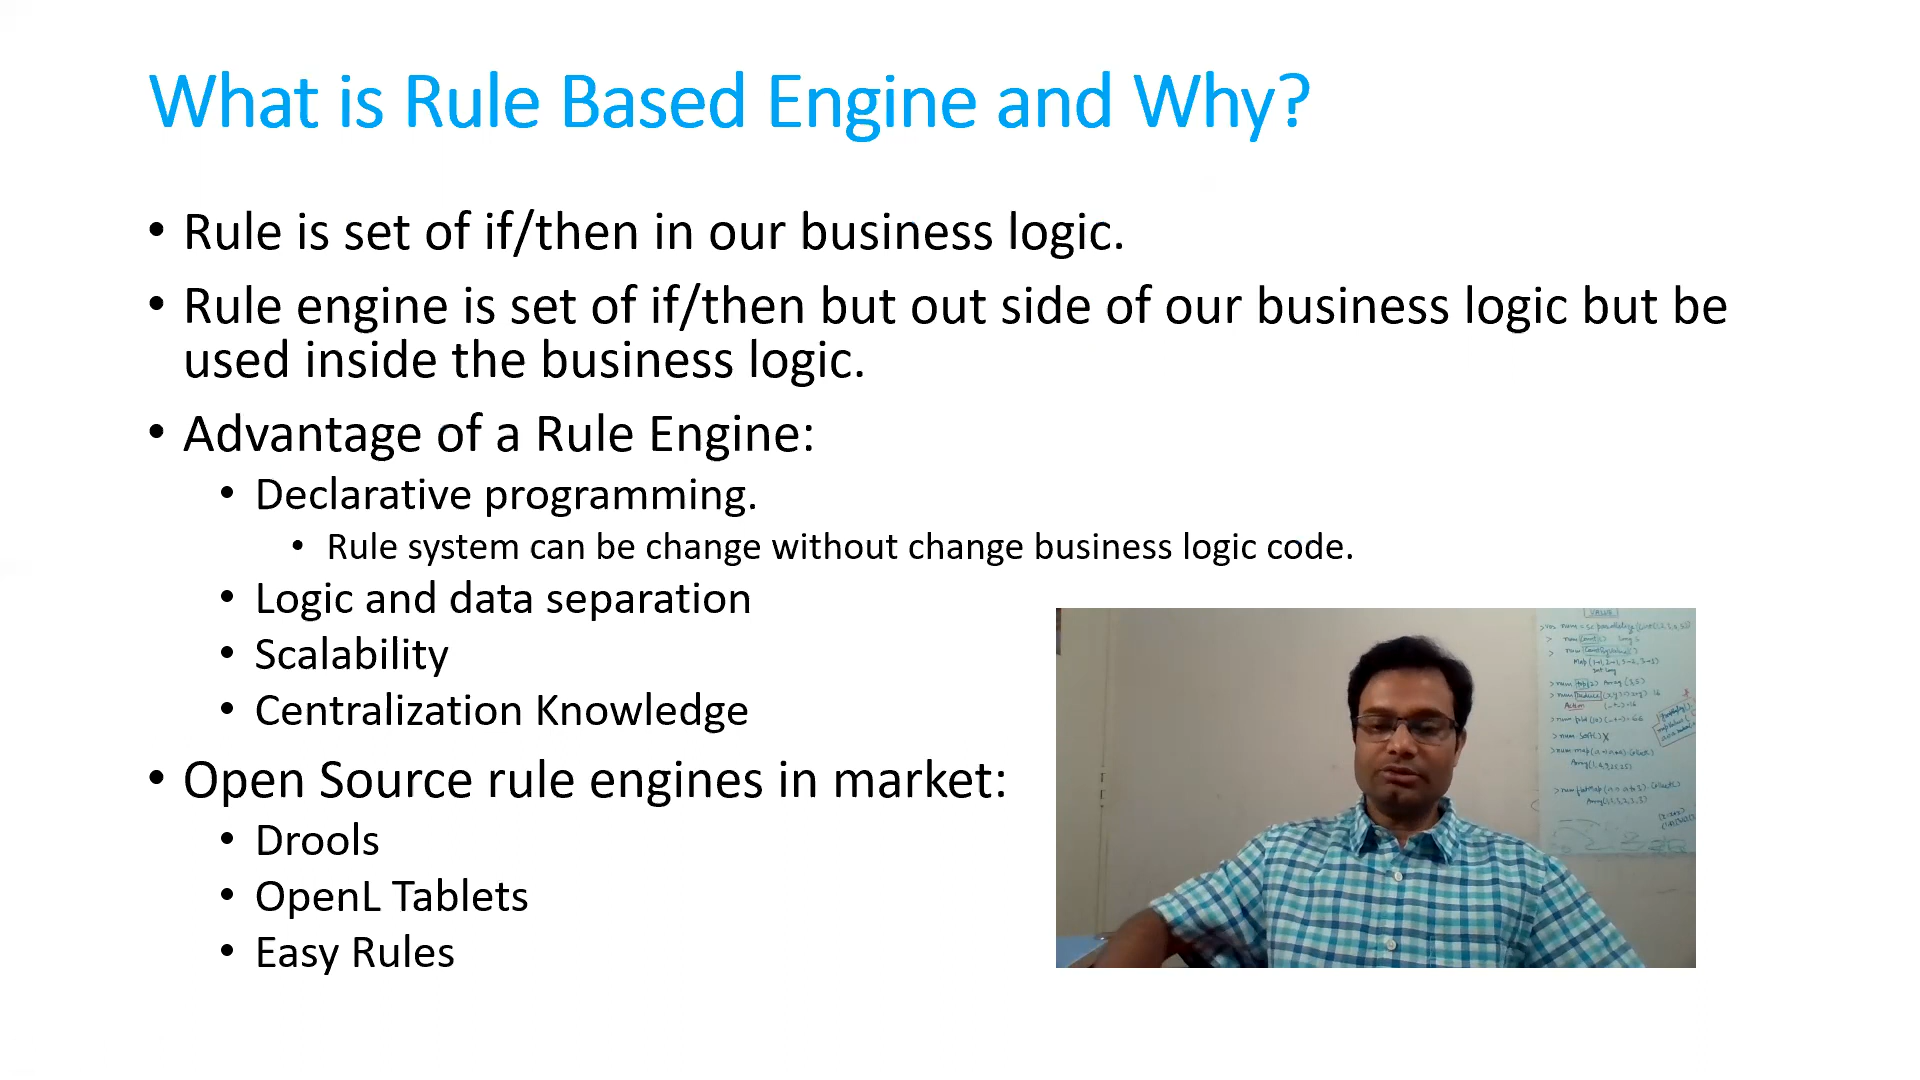 What is Rule Based Engine and Why?
• Rule is set of if/then in our business logic.
• Rule engine is set of if/then but out side of our business logic but be
used inside the business logic.
• Advantage of a Rule Engine:
• Declarative programming.
• Rule system can be change without change business logic code.
• Logic and data separation
• Scalability
• Centralization Knowledge
• Open Source rule engines in market:
• Drools
• OpenL Tablets
• Easy Rules